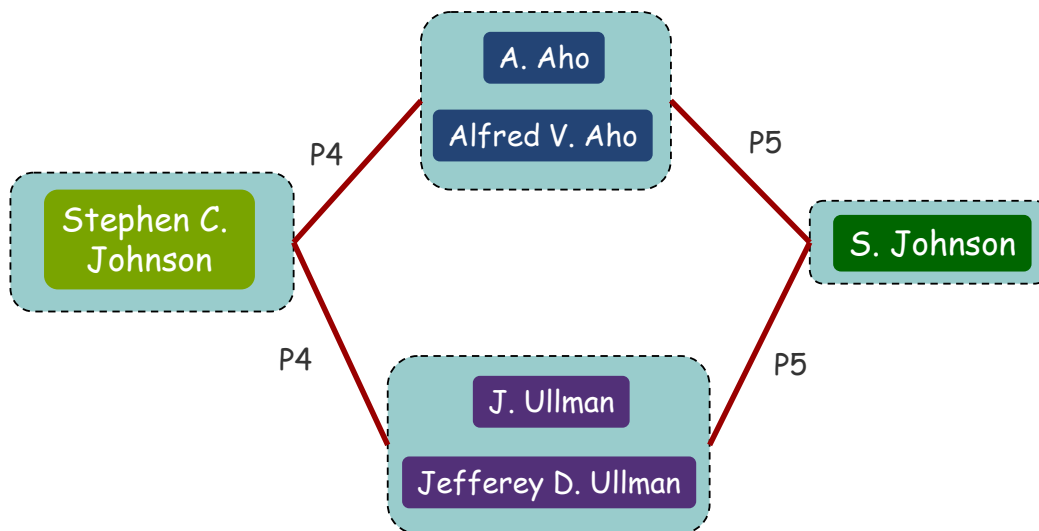 A. Aho
Alfred V. Aho
P4
P5
Stephen C.
Johnson
S. Johnson
P4
P5
J. Ullman
Jefferey D. Ullman